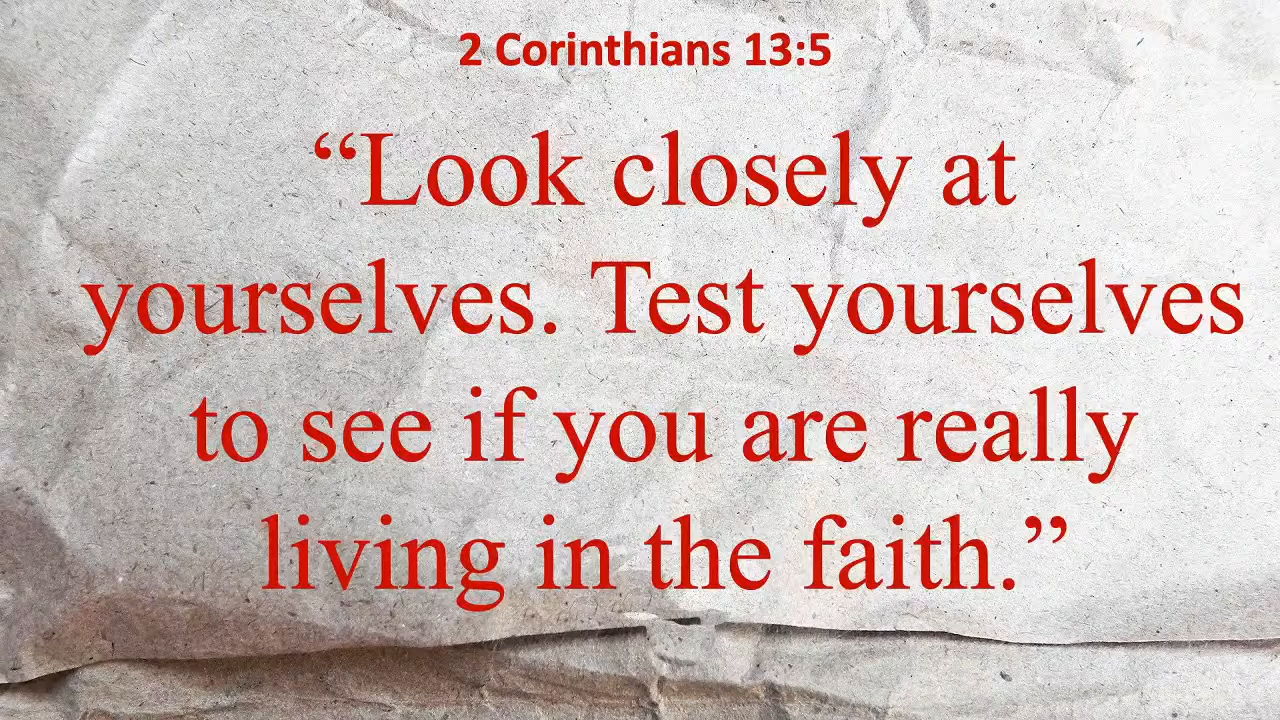 2 Corinthians 13:5
“Look closely at
yourselves. Test yourselves
to see if you are really
living in the faith.”